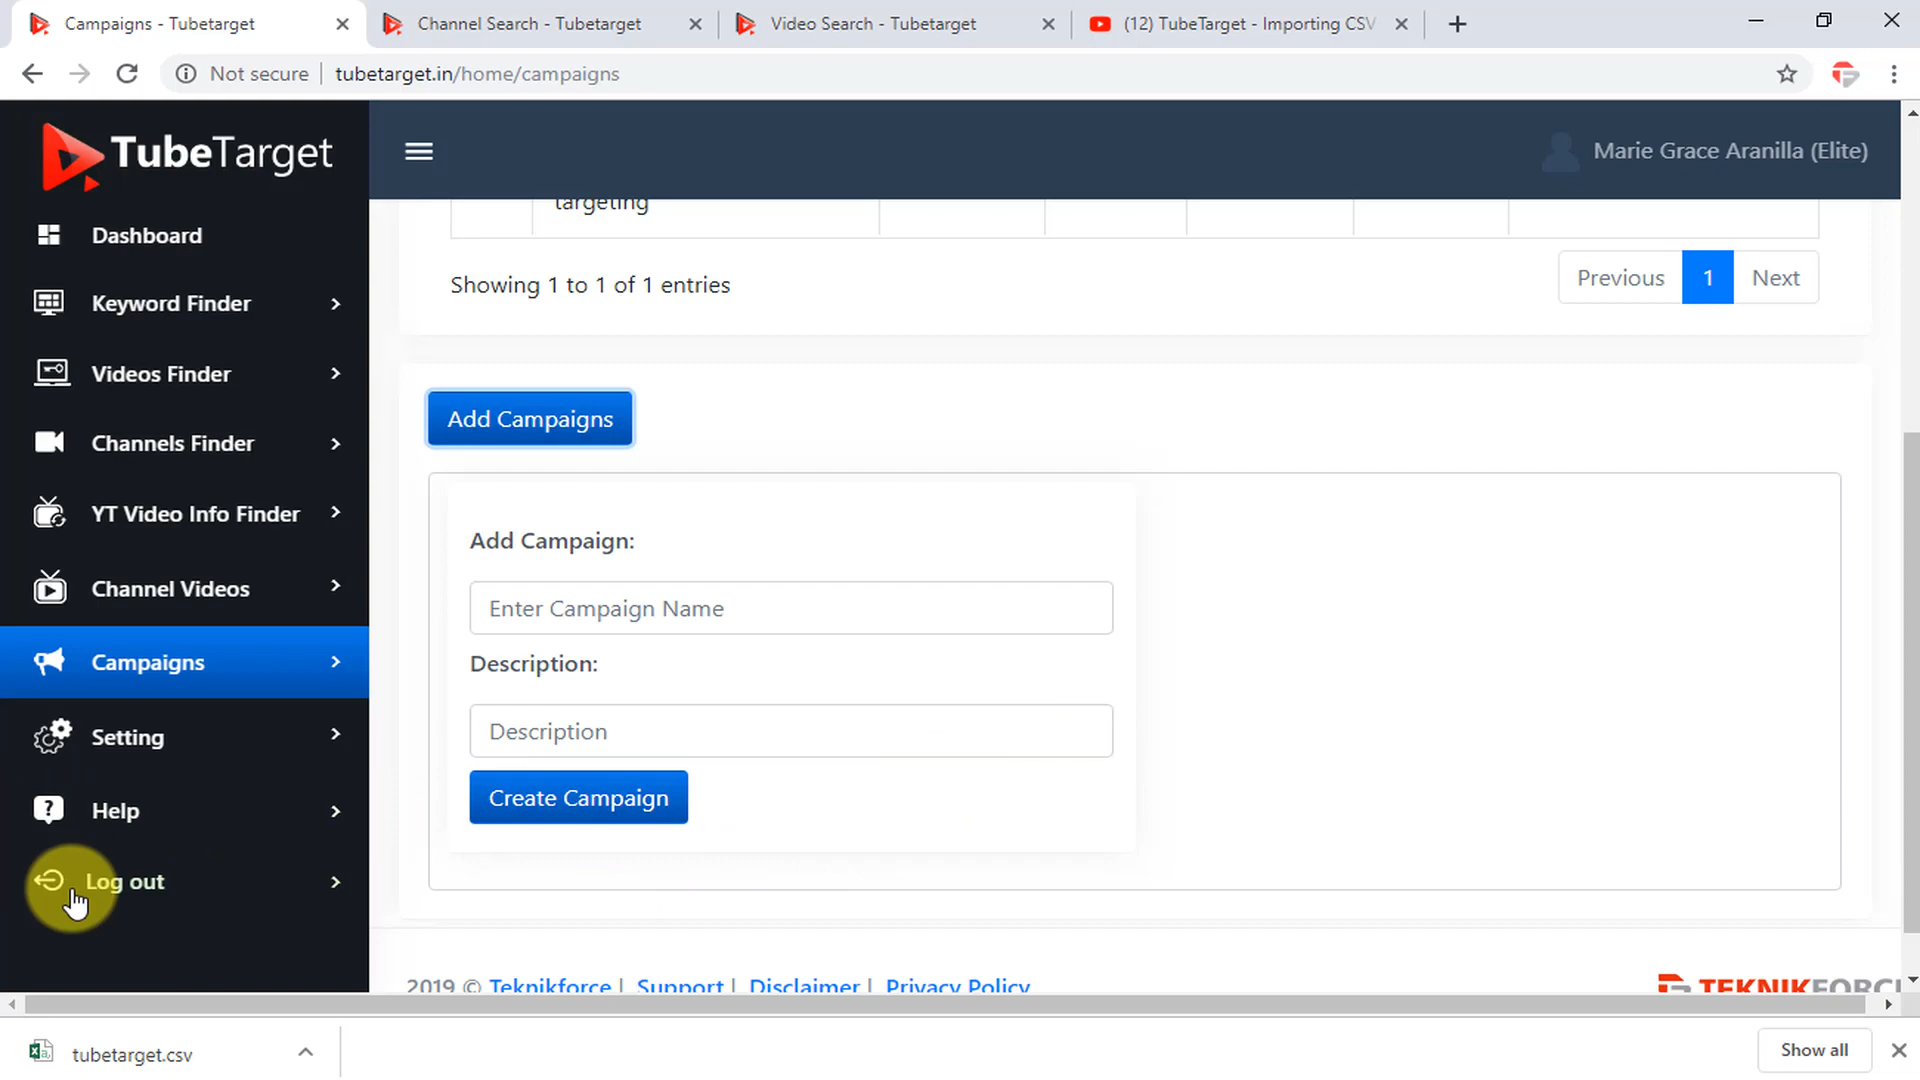 Campaigns - Tubetarget
Channel Search - Tubetarget
Video Search - Tubetarget
(12) TubeTarget - Importing CSV
Not secure
tubetarget.in/home/campaigns
TubeTarget
Marie Grace Aranilla (Elite)
Dashboard
Keyword Finder
Videos Finder
Channels Finder
YT Video Info Finder
Channel Videos
Campaigns
Setting
Help
Log out
targeting
Showing 1 to 1 of 1 entries
Previous 1 Next
Add Campaigns
Add Campaign:
Enter Campaign Name
Description:
Description
Create Campaign
2019 © Teknikforce | Support | Disclaimer | Privacy Policy
TEKNIKFORC
tubetarget.csv
Show all